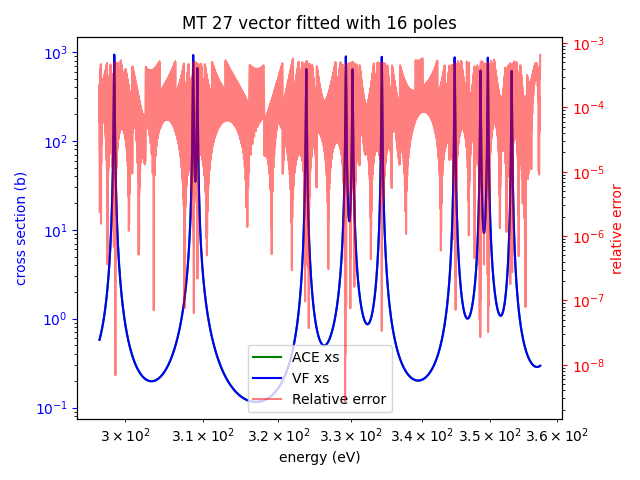 MT 27 vector fitted with 16 poles
10³
10²
10¹
10⁰
10⁻¹
cross section (b)
10⁻³
10⁻⁴
10⁻⁵
10⁻⁶
10⁻⁷
10⁻⁸
relative error
ACE xs
VF xs
Relative error
3 × 10² 3.1 × 10² 3.2 × 10² 3.3 × 10² 3.4 × 10² 3.5 × 10² 3.6 × 10²
energy (eV)